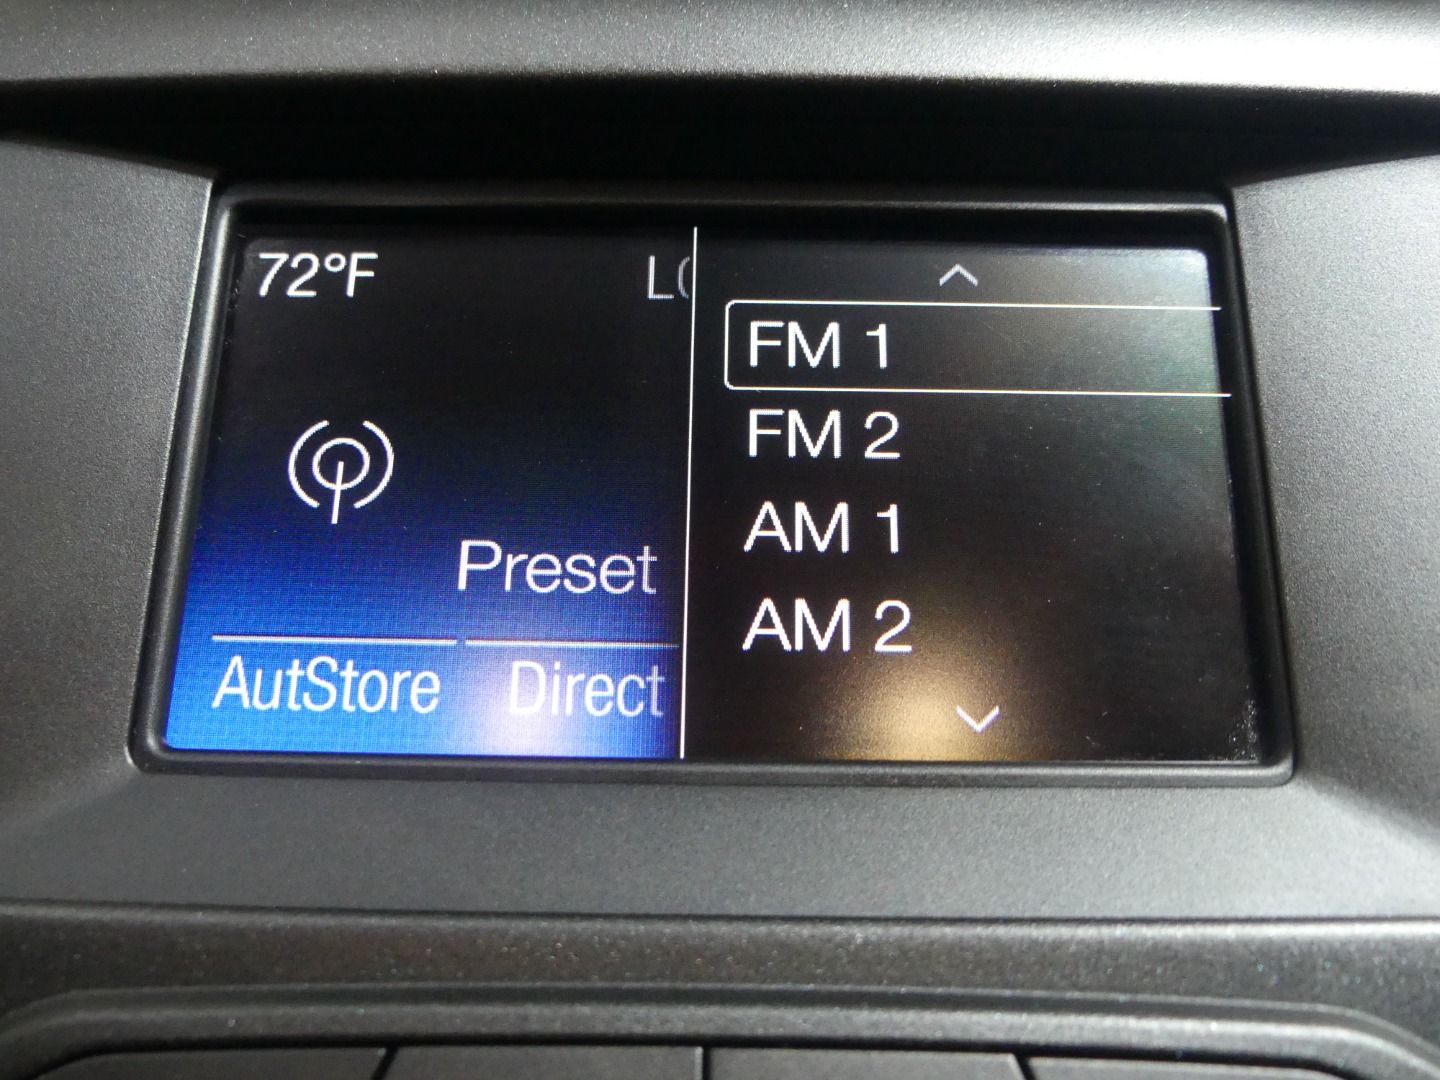 72°F
FM 1
FM 2
AM 1
AM 2
Preset
AutStore Direct